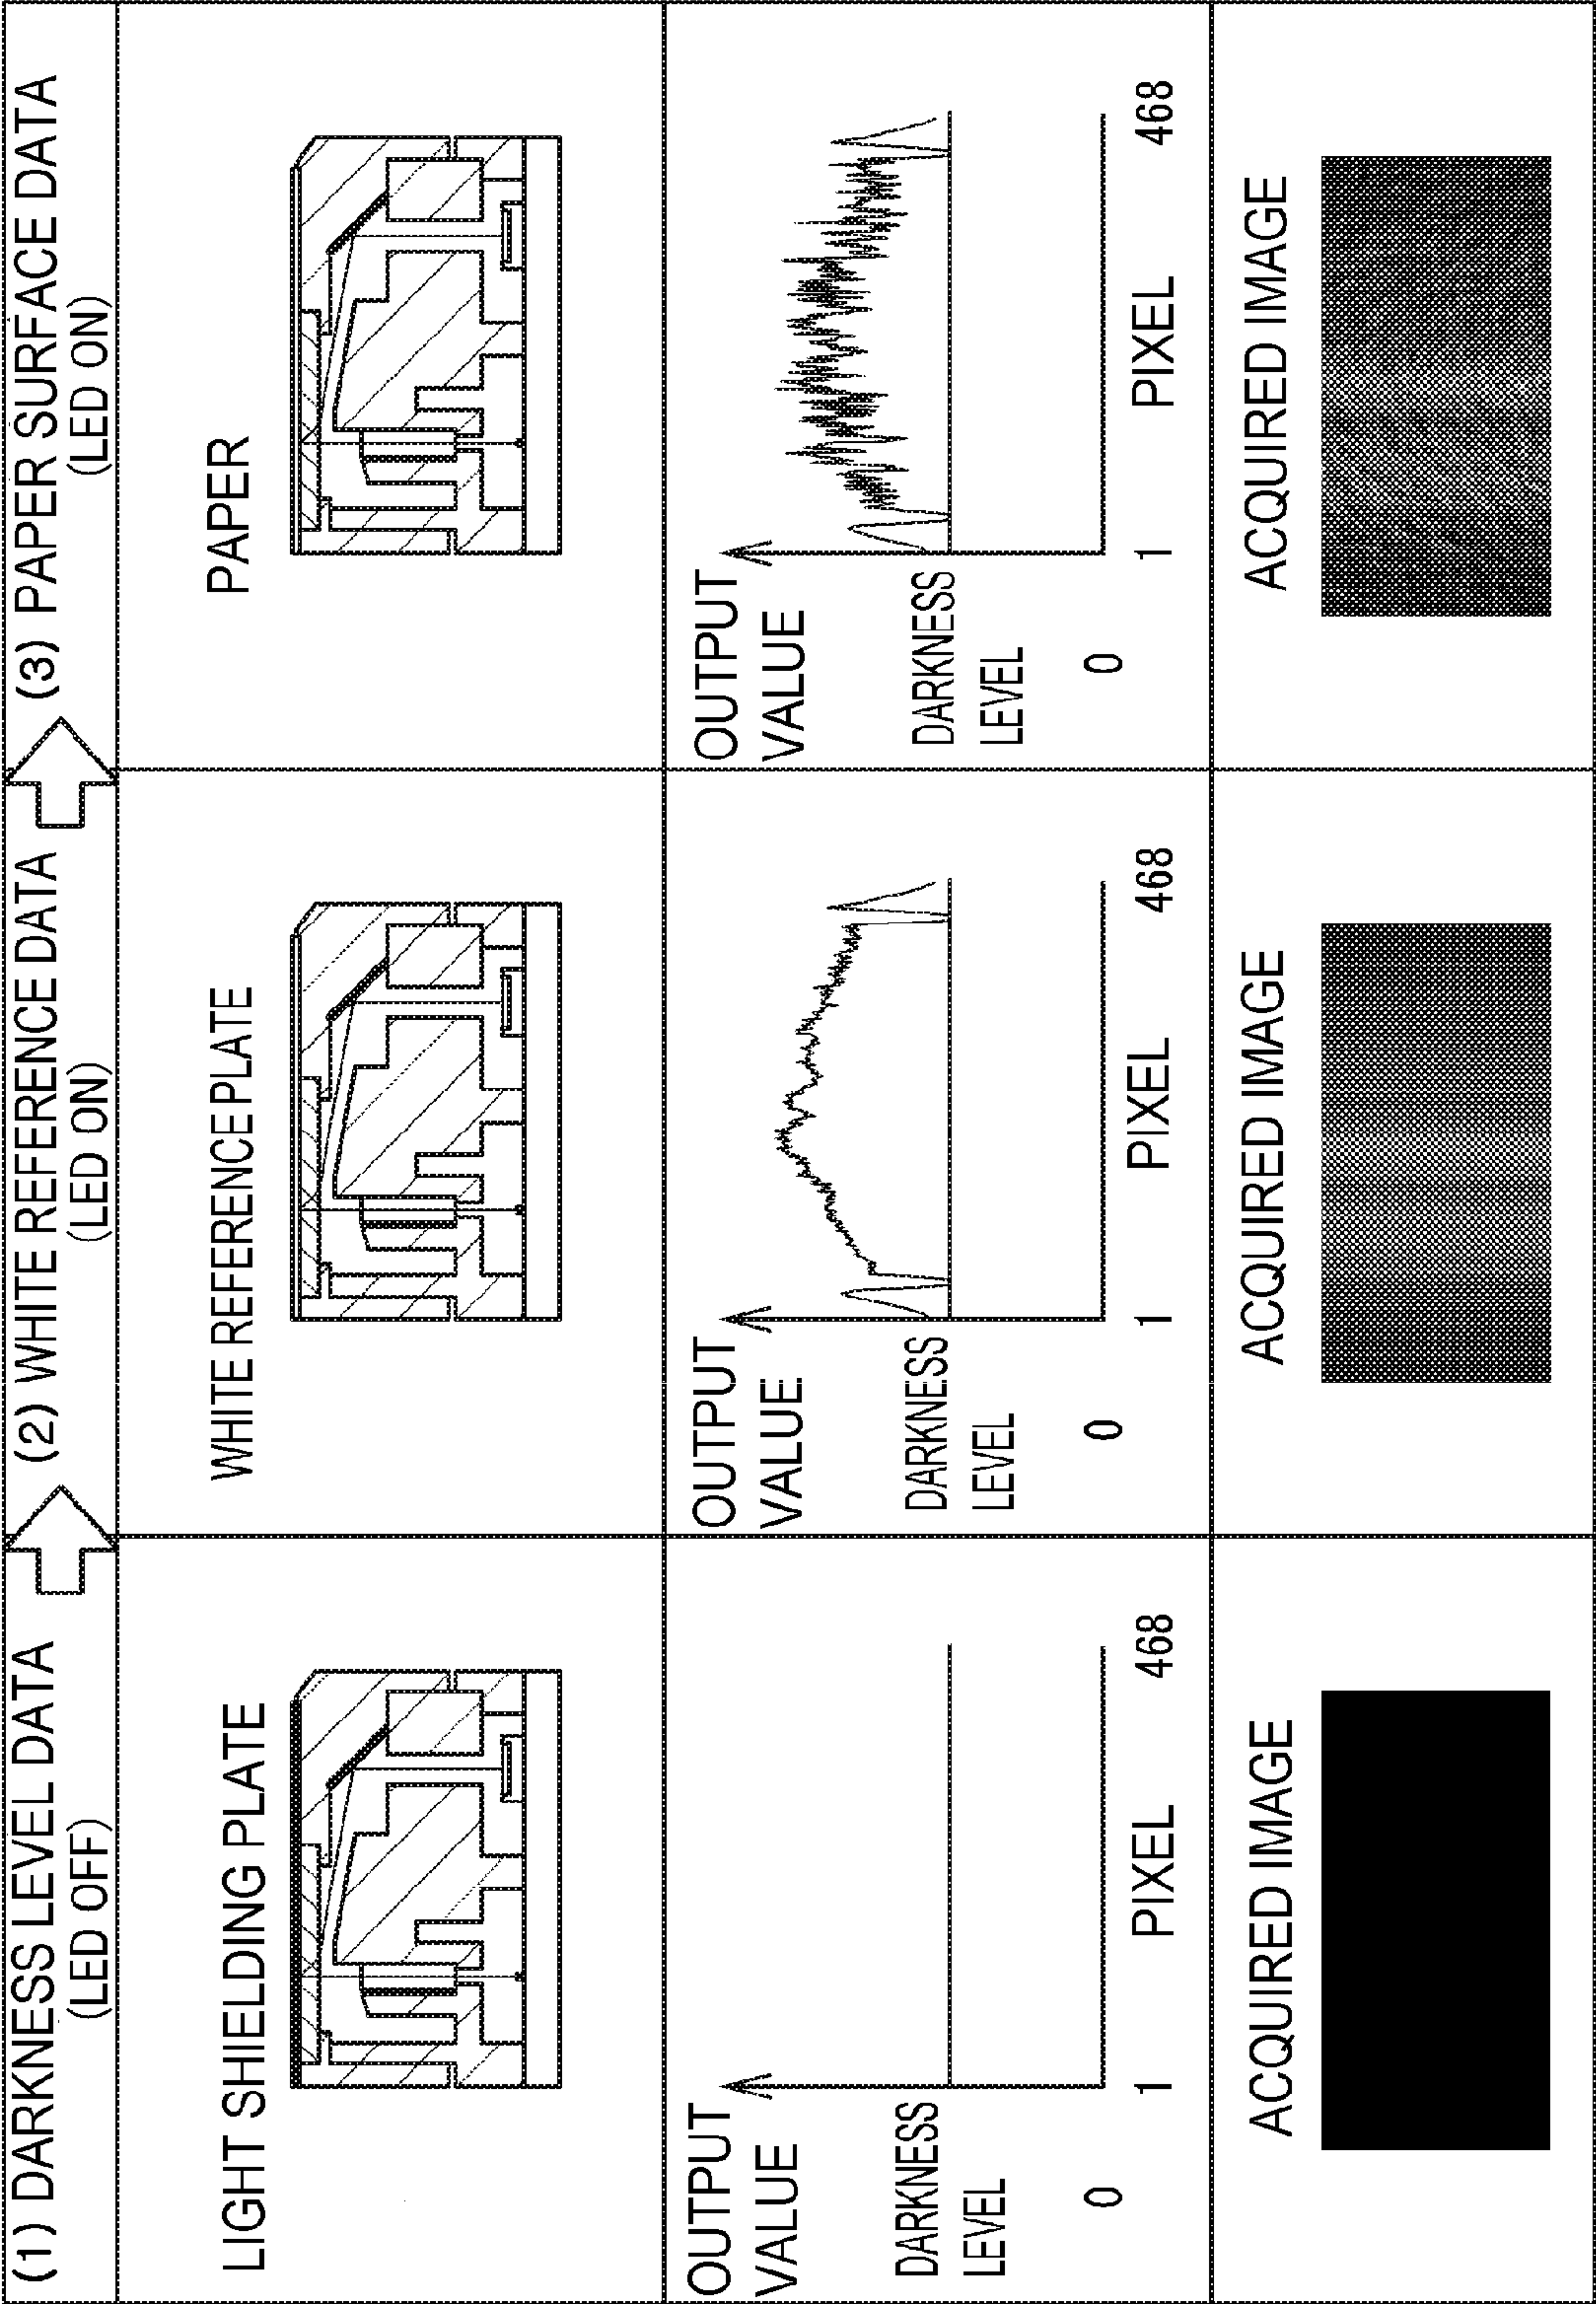 (1) DARKNESS LEVEL DATA
(LED OFF)
(2) WHITE REFERENCE DATA
(LED ON)
(3) PAPER SURFACE DATA
(LED ON)
LIGHT SHIELDING PLATE
WHITE REFERENCE PLATE
PAPER
OUTPUT
VALUE
DARKNESS
LEVEL
0
1
PIXEL
468
OUTPUT
VALUE
DARKNESS
LEVEL
0
1
PIXEL
468
OUTPUT
VALUE
DARKNESS
LEVEL
0
1
PIXEL
468
ACQUIRED IMAGE
ACQUIRED IMAGE
ACQUIRED IMAGE